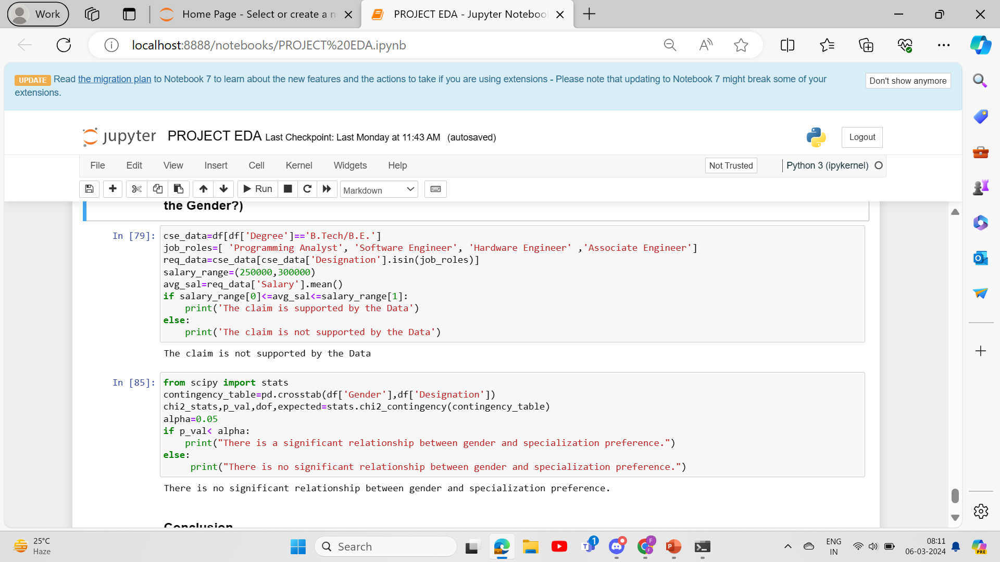 Work
Home Page - Select or create a n
PROJECT EDA - Jupyter Noteboo
localhost:8888/notebooks/PROJECT%20EDA.ipynb
UPDATE Read the migration plan to Notebook 7 to learn about the new features and the actions to take if you are using extensions - Please note that updating to Notebook 7 might break some of your
extensions.
Don't show anymore
jupyter PROJECT EDA Last Checkpoint: Last Monday at 11:43 AM (autosaved)
Logout
File Edit View Insert Cell Kernel Widgets Help
Not Trusted
Python 3 (ipykernel)
Run
Markdown
the Gender?)
In [79]:
cse_data=df[df['Degree']=='B.Tech/B.E.']
job_roles=[ 'Programming Analyst', 'Software Engineer', 'Hardware Engineer' ,'Associate Engineer']
req_data=cse_data[cse_data['Designation'].isin(job_roles)]
salary_range=(250000,300000)
avg_sal=req_data['Salary'].mean()
if salary_range[0]<=avg_sal<=salary_range[1]:
    print('The claim is supported by the Data')
else:
    print('The claim is not supported by the Data')
The claim is not supported by the Data
In [85]:
from scipy import stats
contingency_table=pd.crosstab(df['Gender'],df['Designation'])
chi2_stats,p_val,dof,expected=stats.chi2_contingency(contingency_table)
alpha=0.05
if p_val< alpha:
    print("There is a significant relationship between gender and specialization preference.")
else:
     print("There is no significant relationship between gender and specialization preference.")
There is no significant relationship between gender and specialization preference.
Conclusion
25°C
Haze
Search
1
F
F
PRE
ENG
IN
08:11
06-03-2024